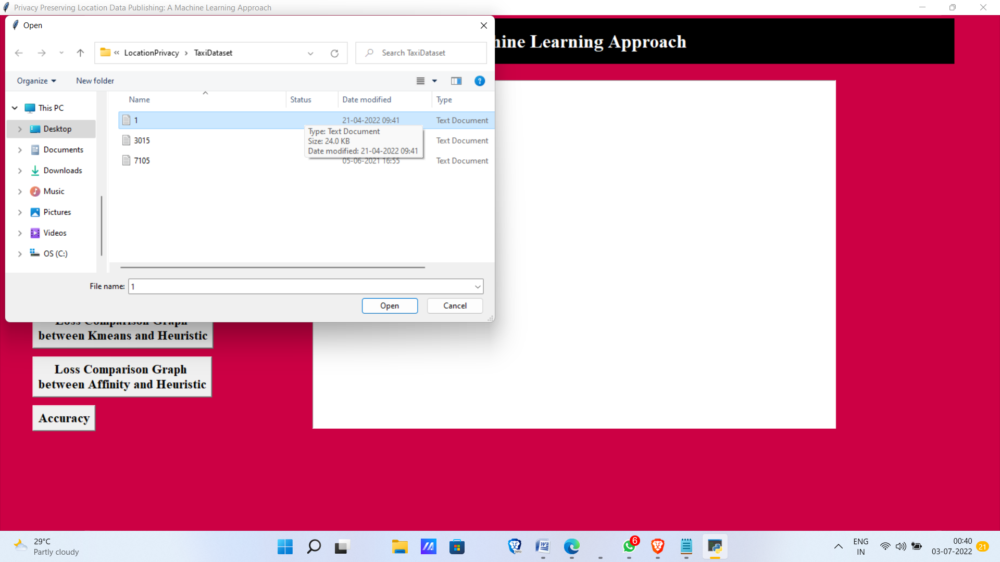 Privacy Preserving Location Data Publishing: A Machine Learning Approach
Open
hine Learning Approach
« LocationPrivacy > TaxiDataset
Search TaxiDataset
Organize
New folder
Name
Status
Date modified
Type
This PC
Desktop
Documents
Downloads
Music
Pictures
Videos
OS (C:)
1 21-04-2022 09:41 Text Document
3015 Text Document
7105 05-06-2021 16:55 Text Document
Type: Text Document
Size: 24.0 KB
Date modified: 21-04-2022 09:41
File name: 1
Open
Cancel
Loss Comparison Graph
between Kmeans and Heuristic
Loss Comparison Graph
between Affinity and Heuristic
Accuracy
29°C
Partly cloudy
beta
W
6
ENG
IN
00:40
03-07-2022
21